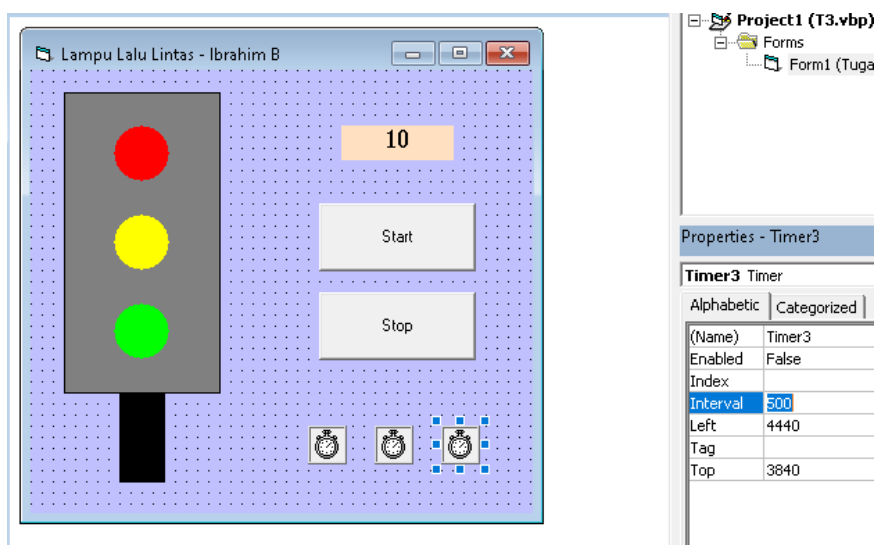 Lampu Lalu Lintas - Ibrahim B
10
Start
Stop
Project1 (T3.vbp)
Forms
Form1 (Tuga
Properties - Timer3
Timer3 Timer
Alphabetic Categorized
(Name) Timer3
Enabled False
Index
Interval 500
Left 4440
Tag
Top 3840